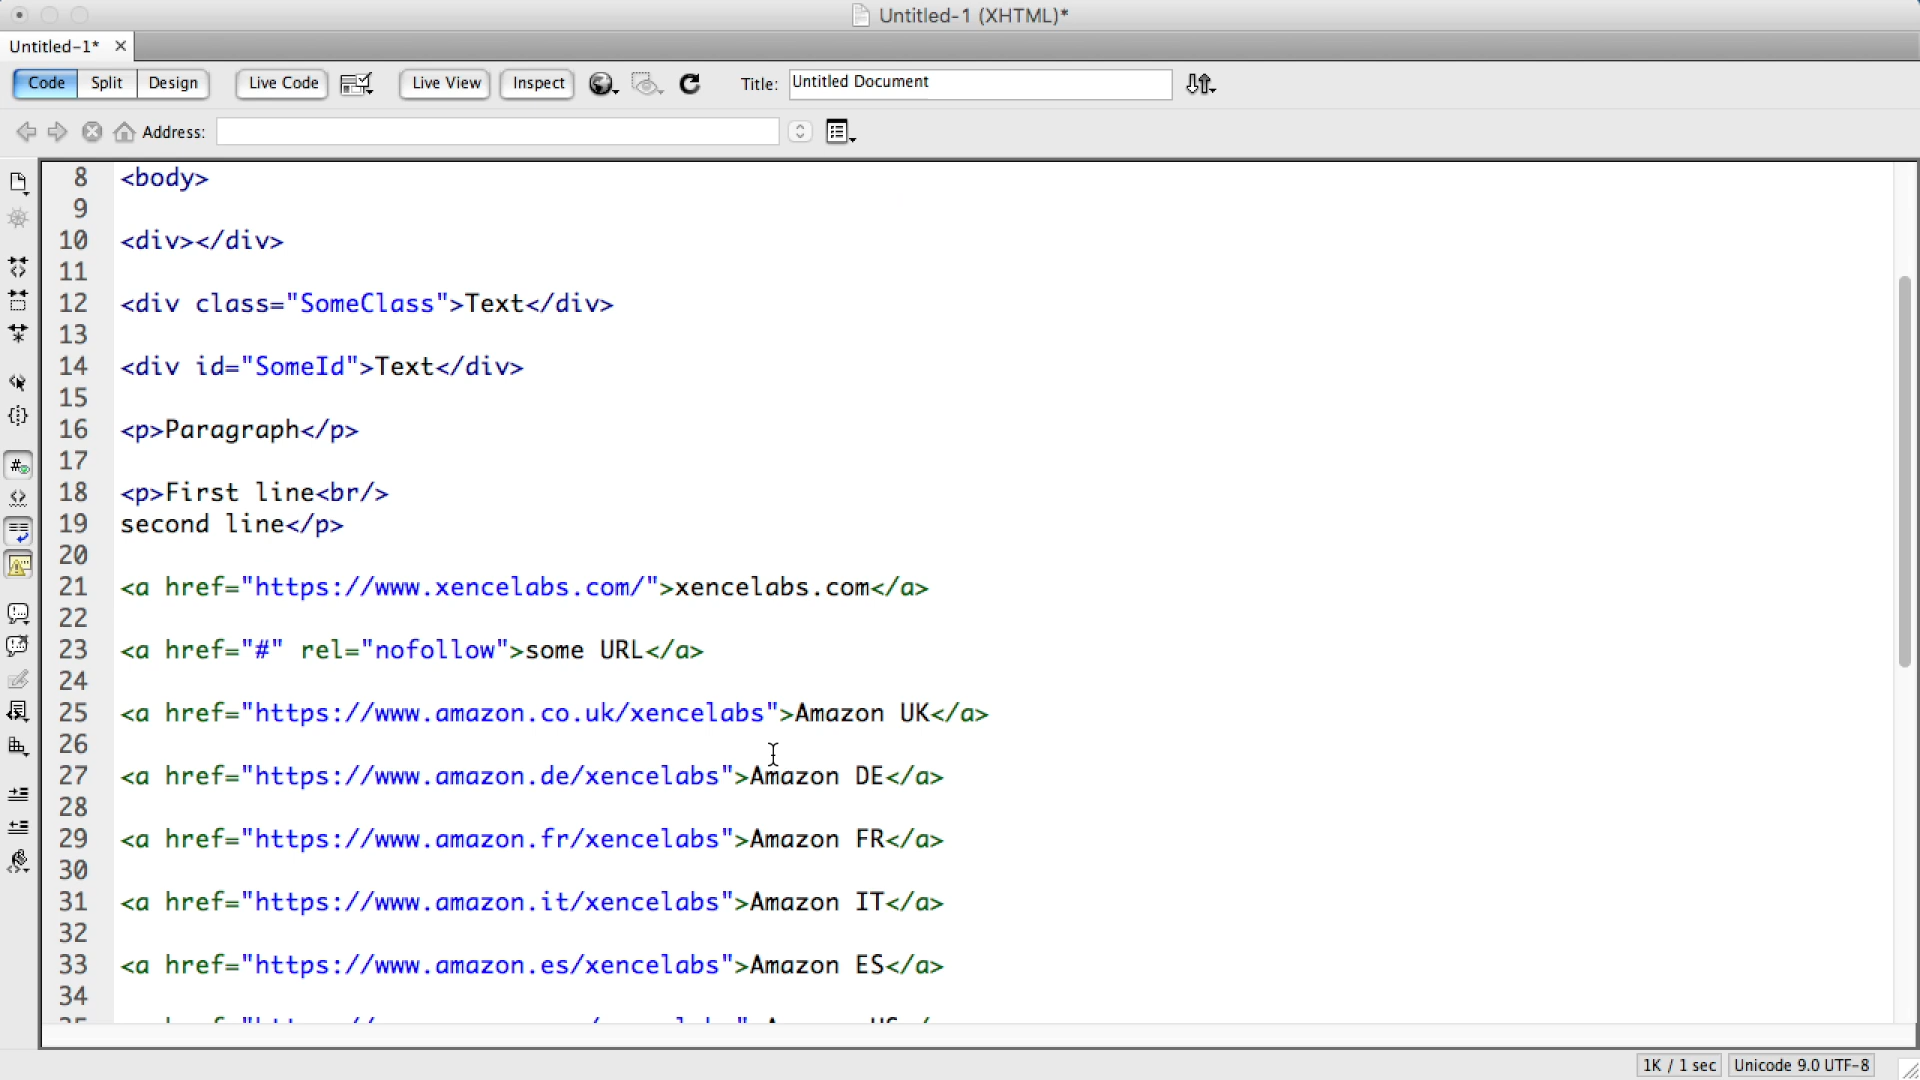 Untitled-1 (XHTML)*
Untitled-1*
Code Split Design Live Code Live View Inspect Title: Untitled Document
Address:
8 <body>
9
10 <div></div>
11
12 <div class="SomeClass">Text</div>
13
14 <div id="SomeId">Text</div>
15
16 <p>Paragraph</p>
17
18 <p>First line<br/>
19 second line</p>
20
21 <a href="https://www.xencelabs.com/">xencelabs.com</a>
22
23 <a href="#" rel="nofollow">some URL</a>
24
25 <a href="https://www.amazon.co.uk/xencelabs">Amazon UK</a>
26
27 <a href="https://www.amazon.de/xencelabs">Amazon DE</a>
28
29 <a href="https://www.amazon.fr/xencelabs">Amazon FR</a>
30
31 <a href="https://www.amazon.it/xencelabs">Amazon IT</a>
32
33 <a href="https://www.amazon.es/xencelabs">Amazon ES</a>
34
1K / 1 sec Unicode 9.0 UTF-8